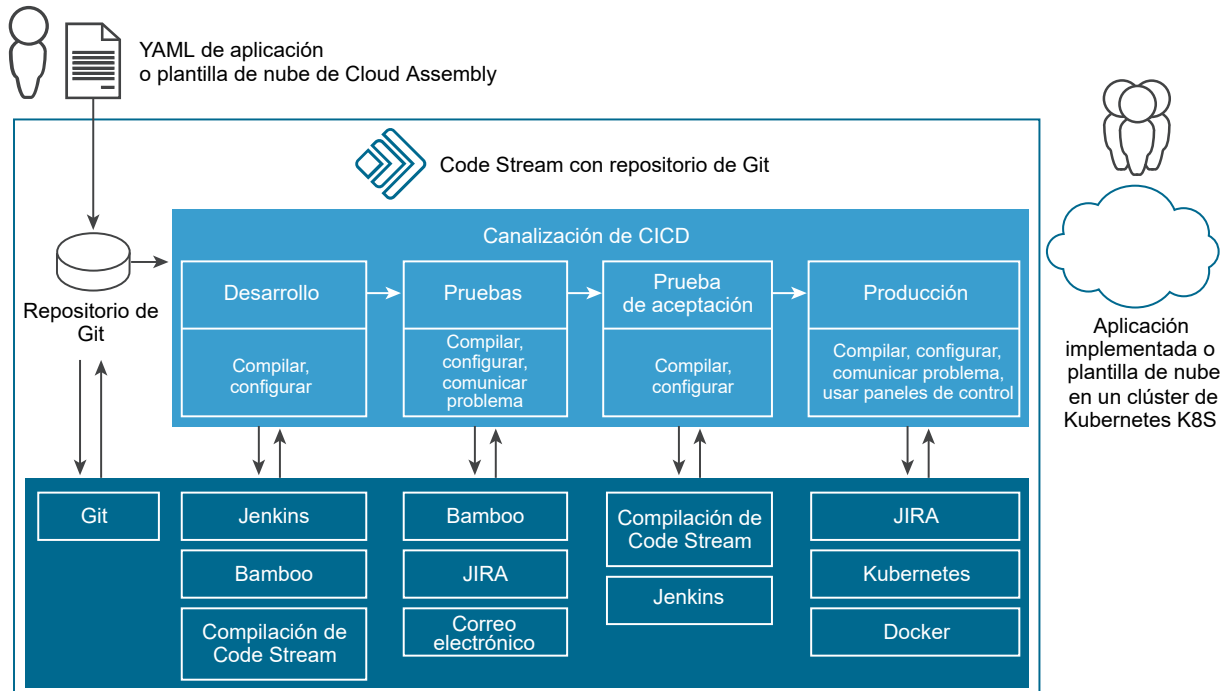 YAML de aplicación
o plantilla de nube de Cloud Assembly
Code Stream con repositorio de Git
Canalización de CICD
Repositorio de
Git
Desarrollo
Compilar,
configurar
Pruebas
Compilar,
configurar,
comunicar
problema
Prueba
de aceptación
Compilar,
configurar
Producción
Compilar, configurar,
comunicar problema,
usar paneles de control
Aplicación
implementada o
plantilla de nube
en un clúster de
Kubernetes K8S
Git
Jenkins
Bamboo
Compilación de
Code Stream
Bamboo
JIRA
Correo
electrónico
Compilación de
Code Stream
Jenkins
JIRA
Kubernetes
Docker